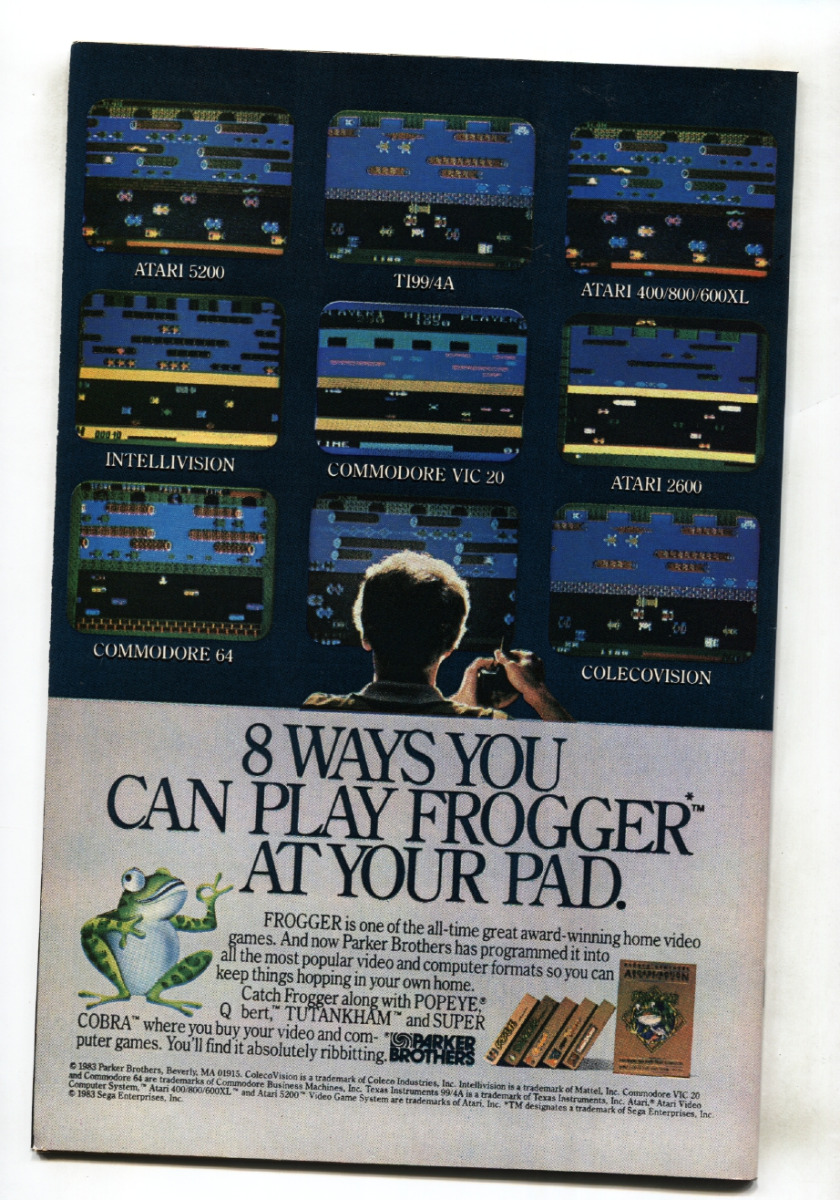 ATARI 5200
TI99/4A
ATARI 400/800/600XL
PLAYER1 HIGH PLAYER
1050
00010
TIME
INTELLIVISION
COMMODORE VIC 20
ATARI 2600
COMMODORE 64
COLECOVISION
8 WAYS YOU
CAN PLAY FROGGER*™
AT YOUR PAD.
FROGGER is one of the all-time great award-winning home video
games. And now Parker Brothers has programmed it into
all the most popular video and computer formats so you can
keep things hopping in your own home.
Catch Frogger along with POPEYE,®
Q bert,™ TUTANKHAM™ and SUPER
COBRA™ where you buy your video and com-
puter games. You'll find it absolutely ribbitting.
PARKER
BROTHERS
© 1983 Parker Brothers, Beverly, MA 01915. ColecoVision is a trademark of Coleco Industries, Inc. Intellivision is a trademark of Mattel, Inc. Commodore VIC 20
and Commodore 64 are trademarks of Commodore Business Machines, Inc. Texas Instruments 99/4A is a trademark of Texas Instruments, Inc. Atari,® Atari Video
Computer System,™ Atari 400/800/600XL™ and Atari 5200™ Video Game System are trademarks of Atari, Inc. *TM designates a trademark of Sega Enterprises, Inc.
© 1983 Sega Enterprises, Inc.